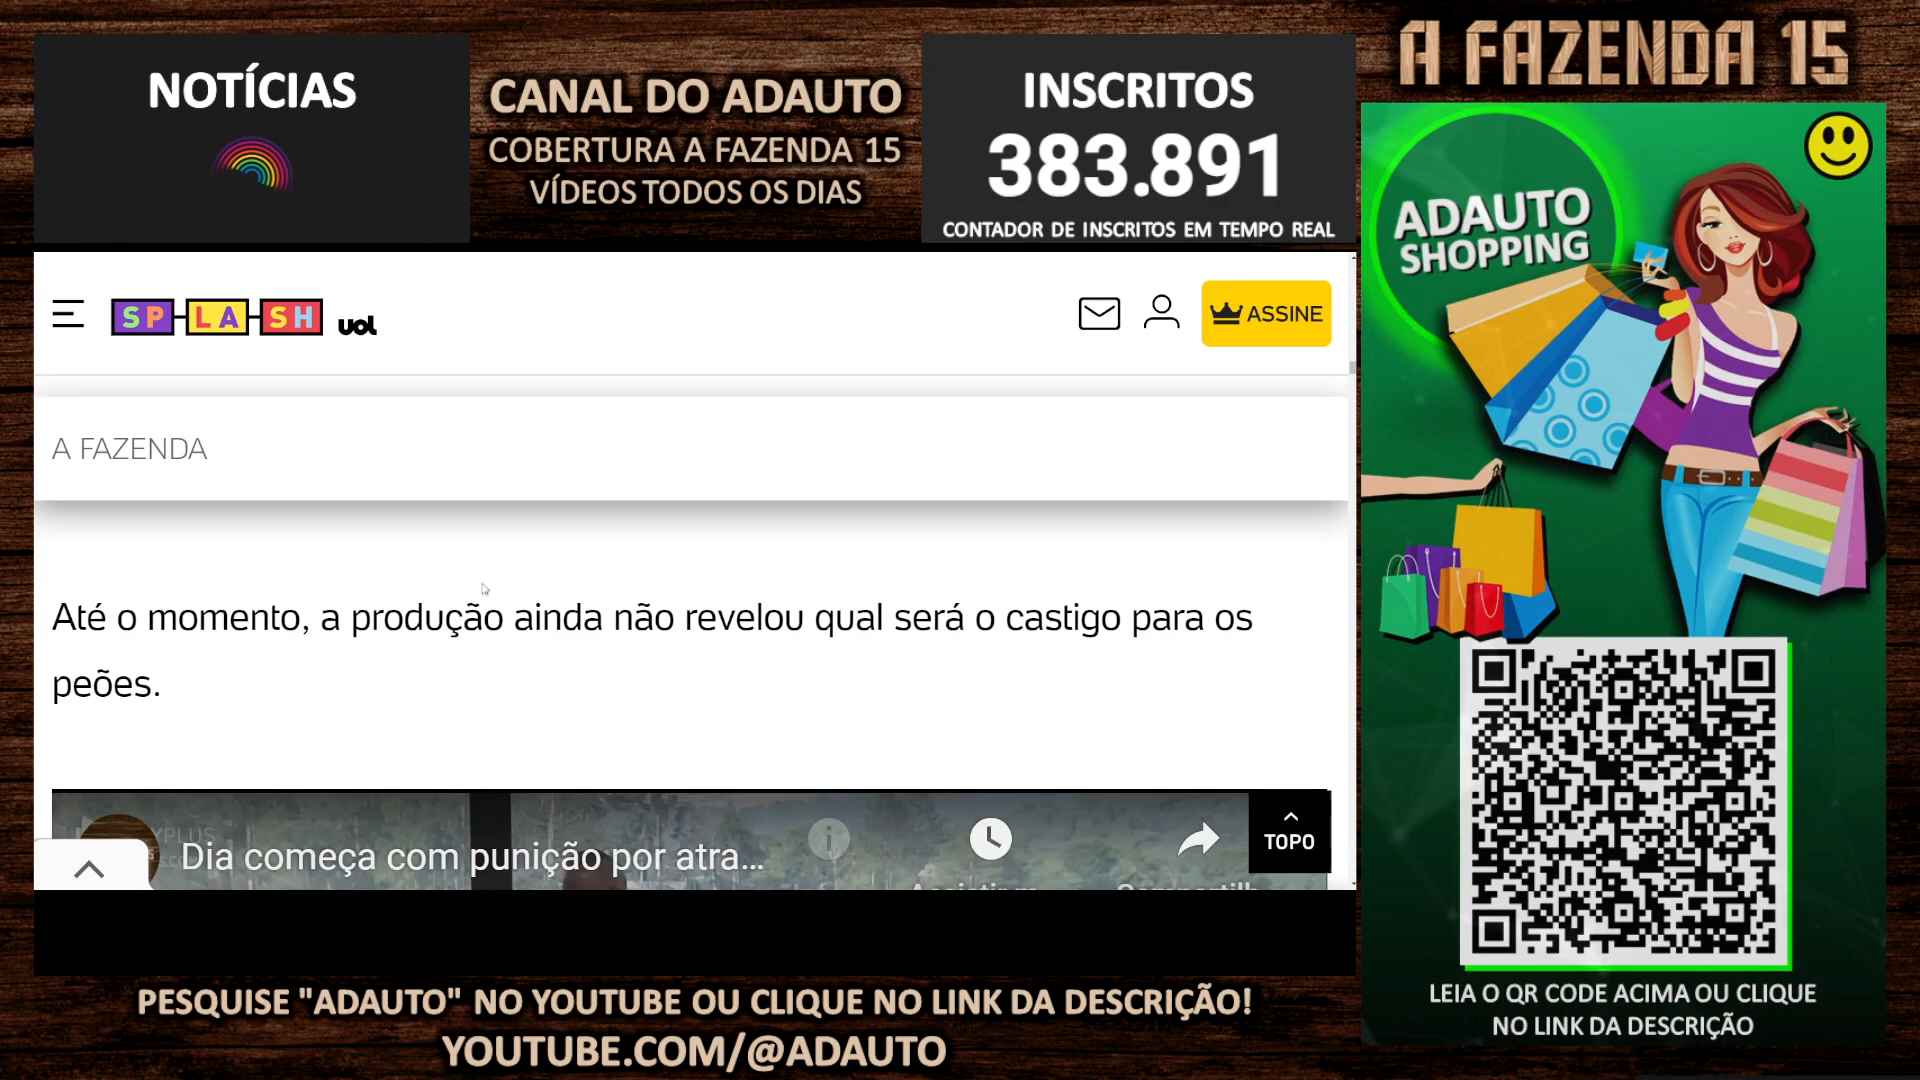 NOTÍCIAS
CANAL DO ADAUTO
COBERTURA A FAZENDA 15
VÍDEOS TODOS OS DIAS
INSCRITOS
383.891
CONTADOR DE INSCRITOS EM TEMPO REAL
A FAZENDA 15
ADAUTO
SHOPPING
SPLASH uol
ASSINE
A FAZENDA
Até o momento, a produção ainda não revelou qual será o castigo para os
peões.
Dia começa com punição por atra...
TOPO
LEIA O QR CODE ACIMA OU CLIQUE
NO LINK DA DESCRIÇÃO
PESQUISE "ADAUTO" NO YOUTUBE OU CLIQUE NO LINK DA DESCRIÇÃO!
YOUTUBE.COM/@ADAUTO